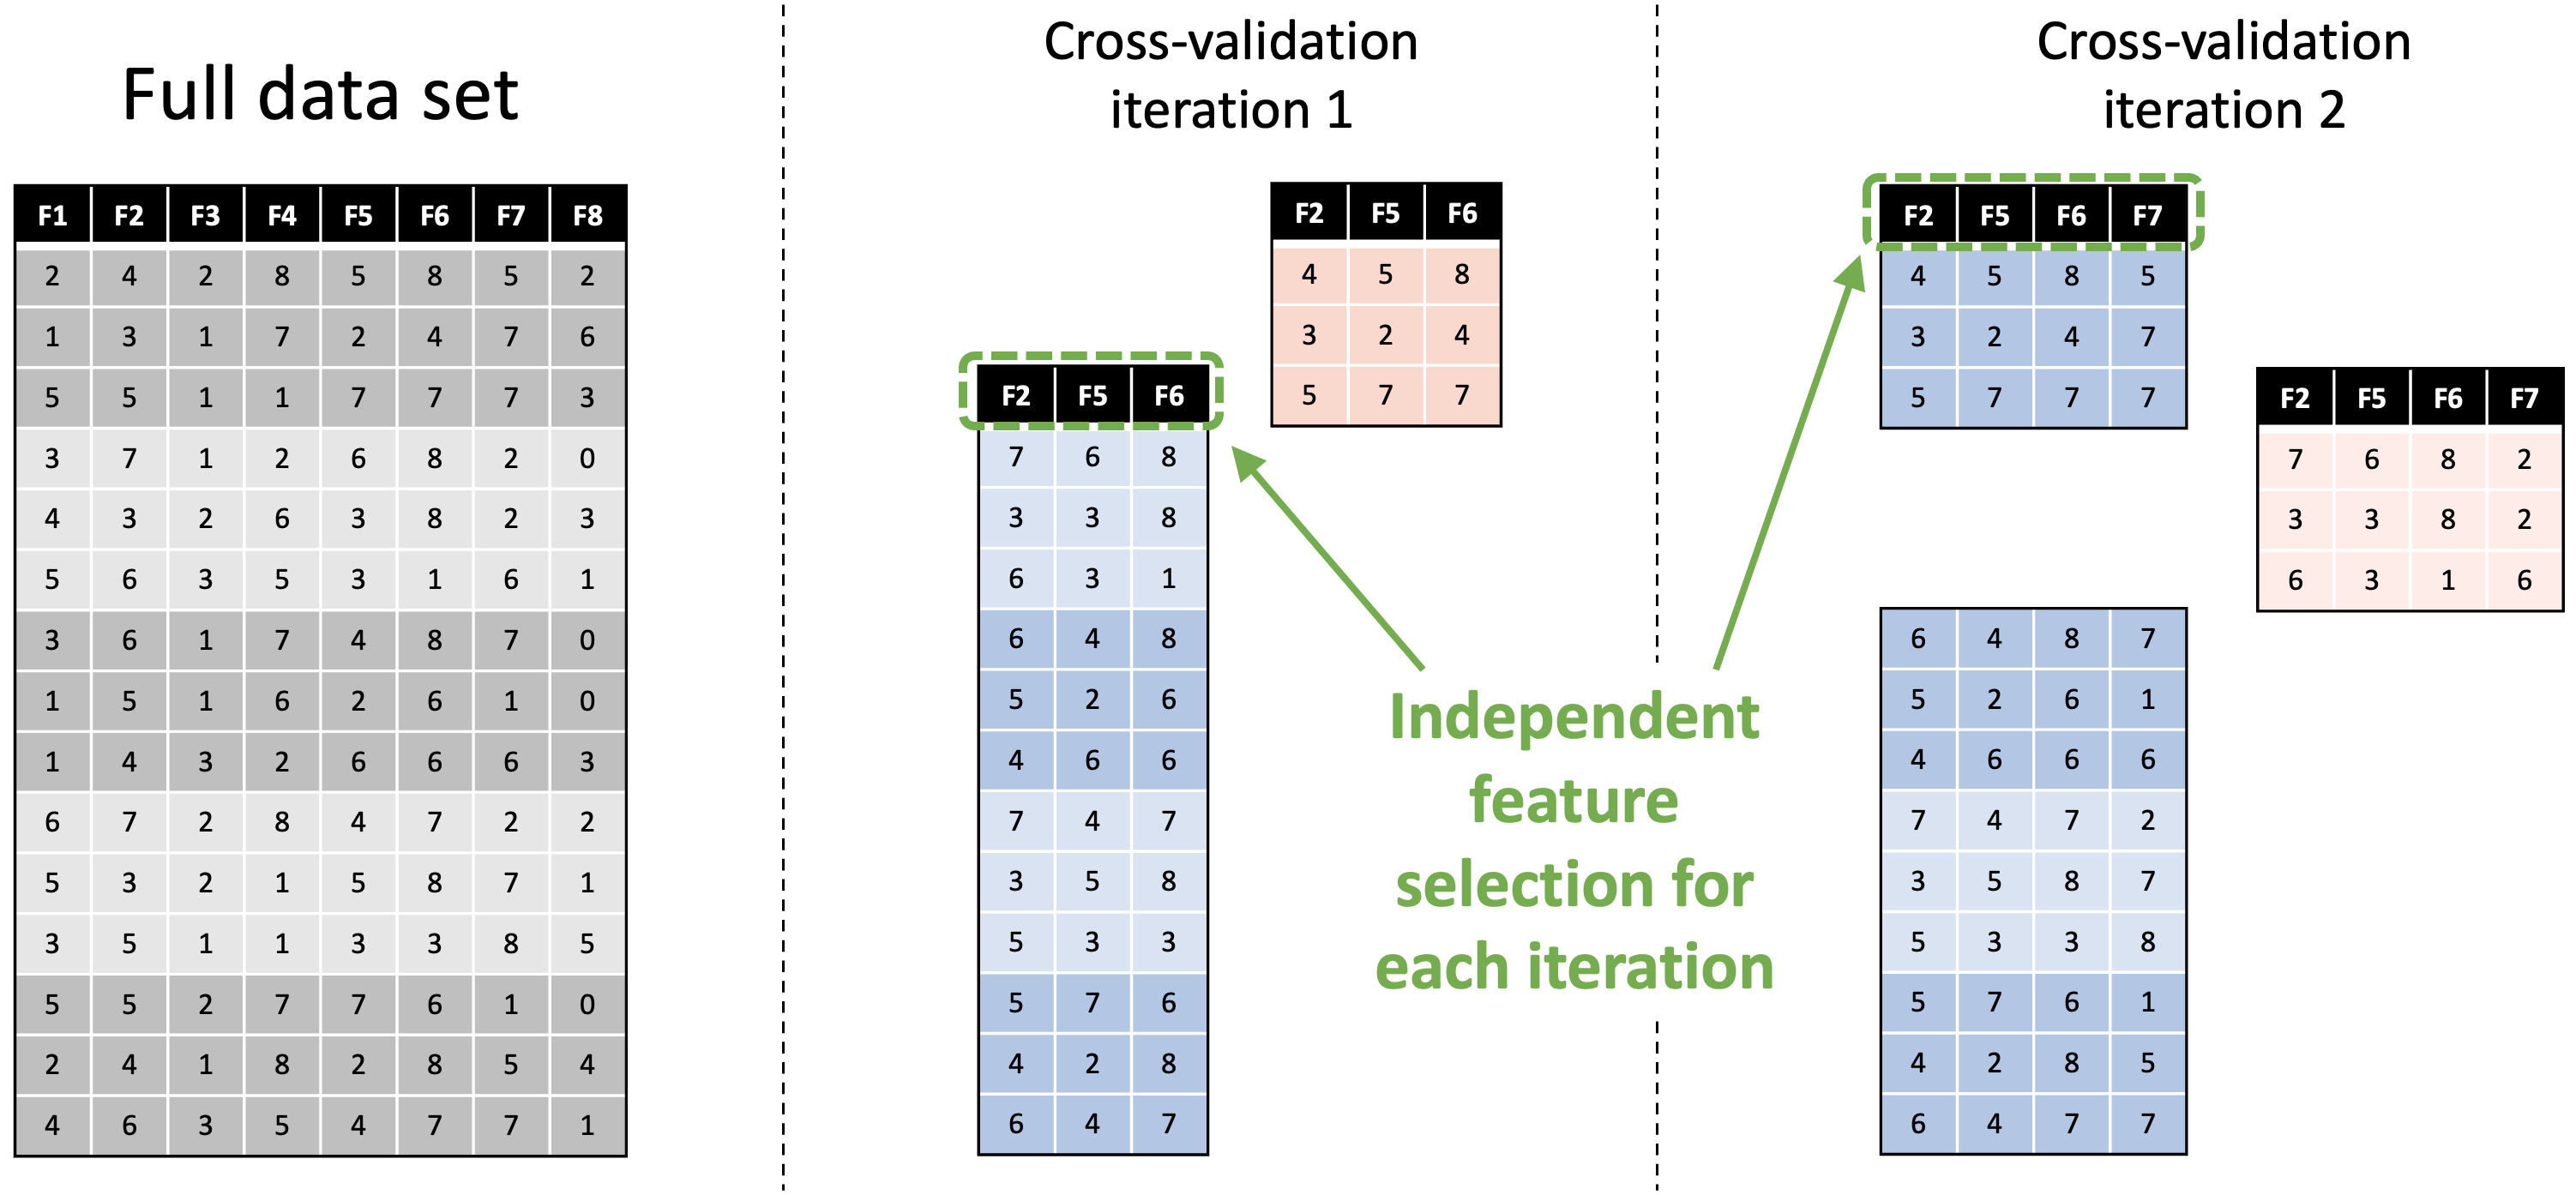 Full data set
F1 F2 F3 F4 F5 F6 F7 F8
2 4 2 8 5 8 5 2
1 3 1 7 2 4 7 6
5 5 1 1 7 7 7 3
3 7 1 2 6 8 2 0
4 3 2 6 3 8 2 3
5 6 3 5 3 1 6 1
3 6 1 7 4 8 7 0
1 5 1 6 2 6 1 0
1 4 3 2 6 6 6 3
6 7 2 8 4 7 2 2
5 3 2 1 5 8 7 1
3 5 1 1 3 3 8 5
5 5 2 7 7 6 1 0
2 4 1 8 2 8 5 4
4 6 3 5 4 7 7 1
Cross-validation
iteration 1
F2 F5 F6
4 5 8
3 2 4
5 7 7
F2 F5 F6
7 6 8
3 3 8
6 3 1
6 4 8
5 2 6
4 6 6
7 4 7
3 5 8
5 3 3
5 7 6
4 2 8
6 4 7
Independent
feature
selection for
each iteration
Cross-validation
iteration 2
F2 F5 F6 F7
4 5 8 5
3 2 4 7
5 7 7 7
F2 F5 F6 F7
7 6 8 2
3 3 8 2
6 3 1 6
6 4 8 7
5 2 6 1
4 6 6 6
7 4 7 2
3 5 8 7
5 3 3 8
5 7 6 1
4 2 8 5
6 4 7 7